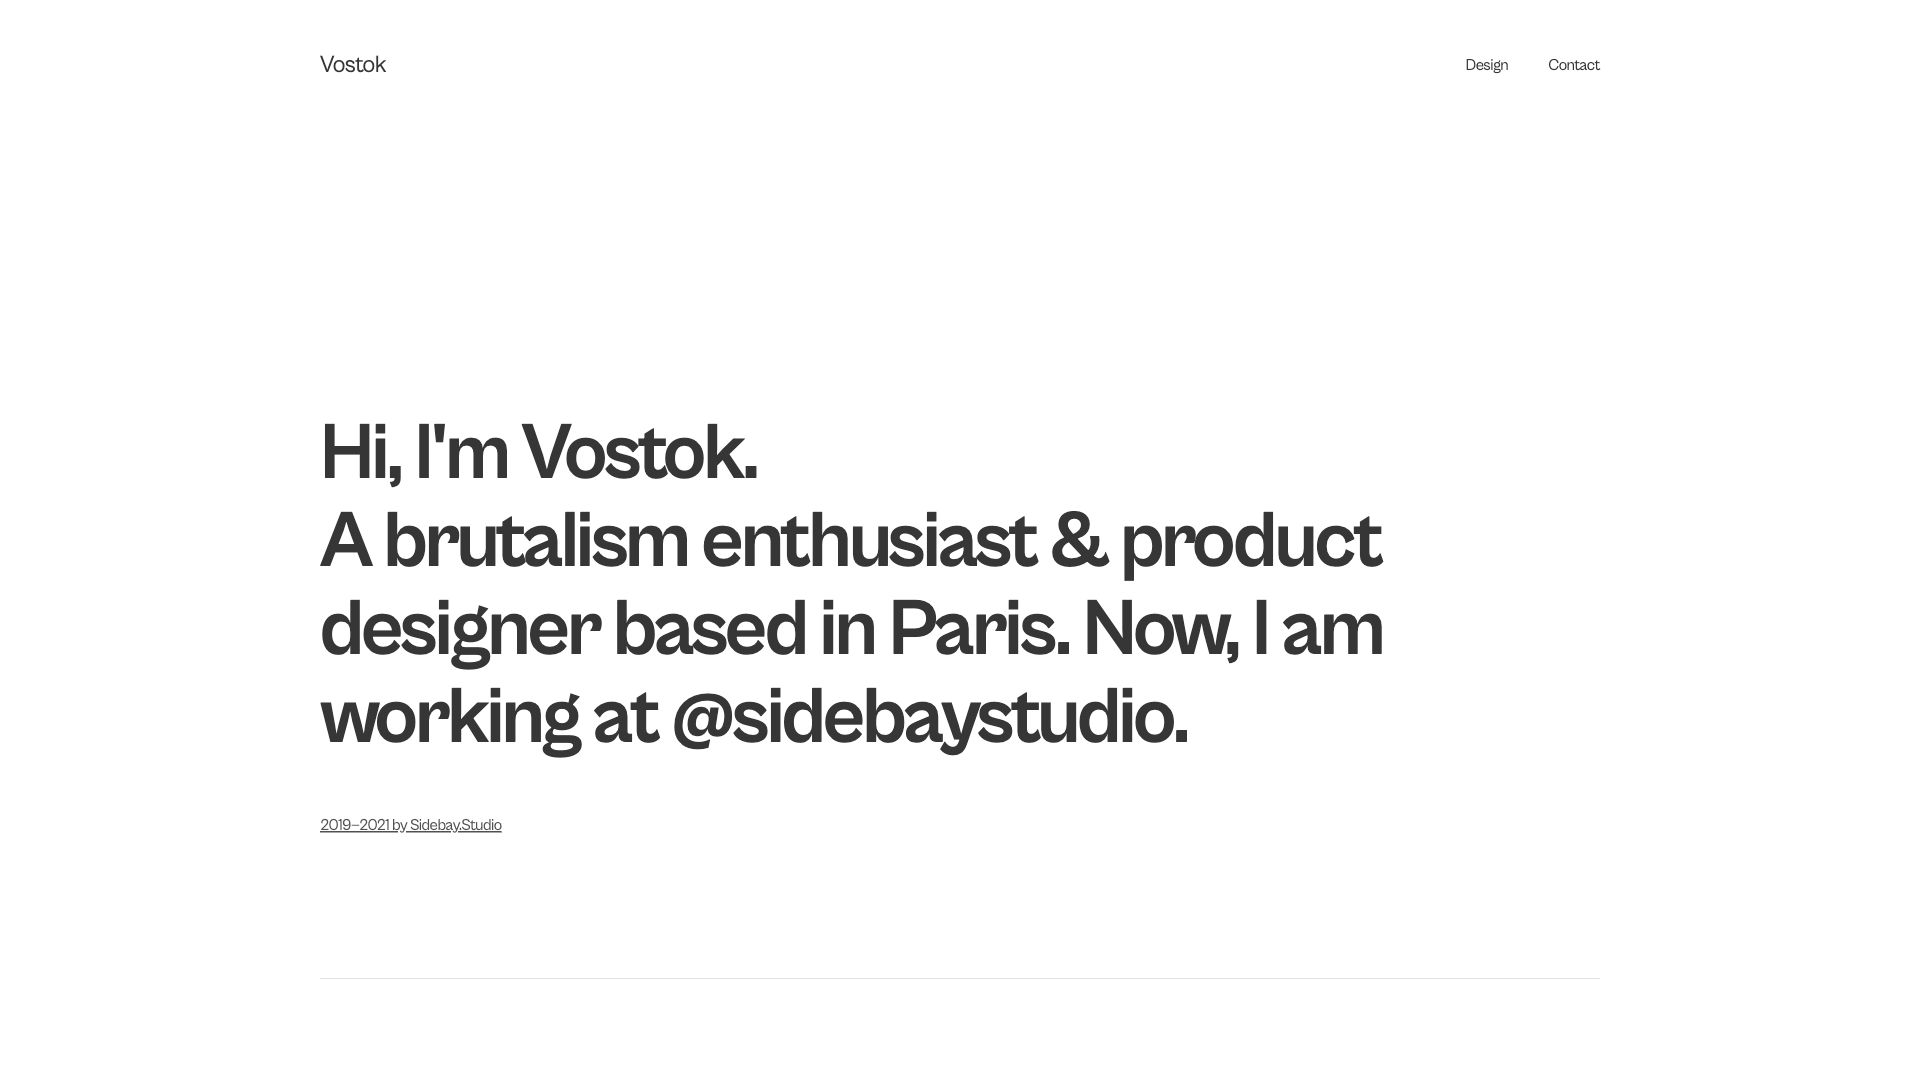 Vostok
Design
Contact
Hi, I'm Vostok.
A brutalism enthusiast & product
designer based in Paris. Now, I am
working at @sidebaystudio.
2019–2021 by Sidebay.Studio